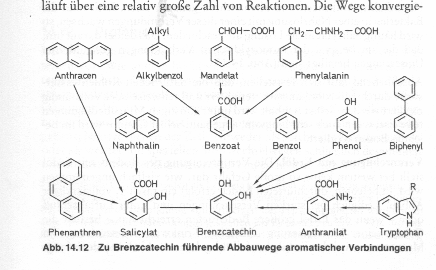 läuft über eine relativ große Zahl von Reaktionen. Die Wege konvergie-
Alkyl CHOH—COOH CH₂—CHNH₂—COOH
Anthracen Alkylbenzol Mandelat Phenylalanin
COOH OH
Naphthalin Benzoat Benzol Phenol Biphenyl
COOH OH COOH R
OH OH NH₂ N
H
Phenanthren Salicylat Brenzcatechin Anthranilat Tryptophan
Abb. 14.12 Zu Brenzcatechin führende Abbauwege aromatischer Verbindungen